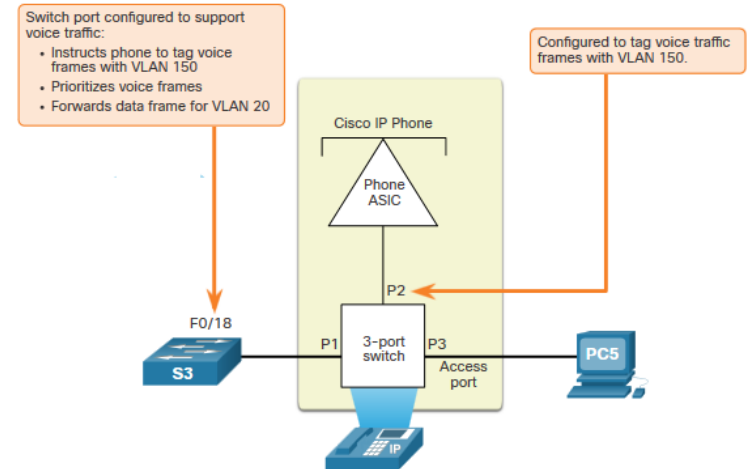 Switch port configured to support
voice traffic:
• Instructs phone to tag voice
frames with VLAN 150
• Prioritizes voice frames
• Forwards data frame for VLAN 20
Configured to tag voice traffic
frames with VLAN 150.
Cisco IP Phone
Phone
ASIC
P2
F0/18
P1
3-port
switch
P3
Access
port
S3
PC5
IP